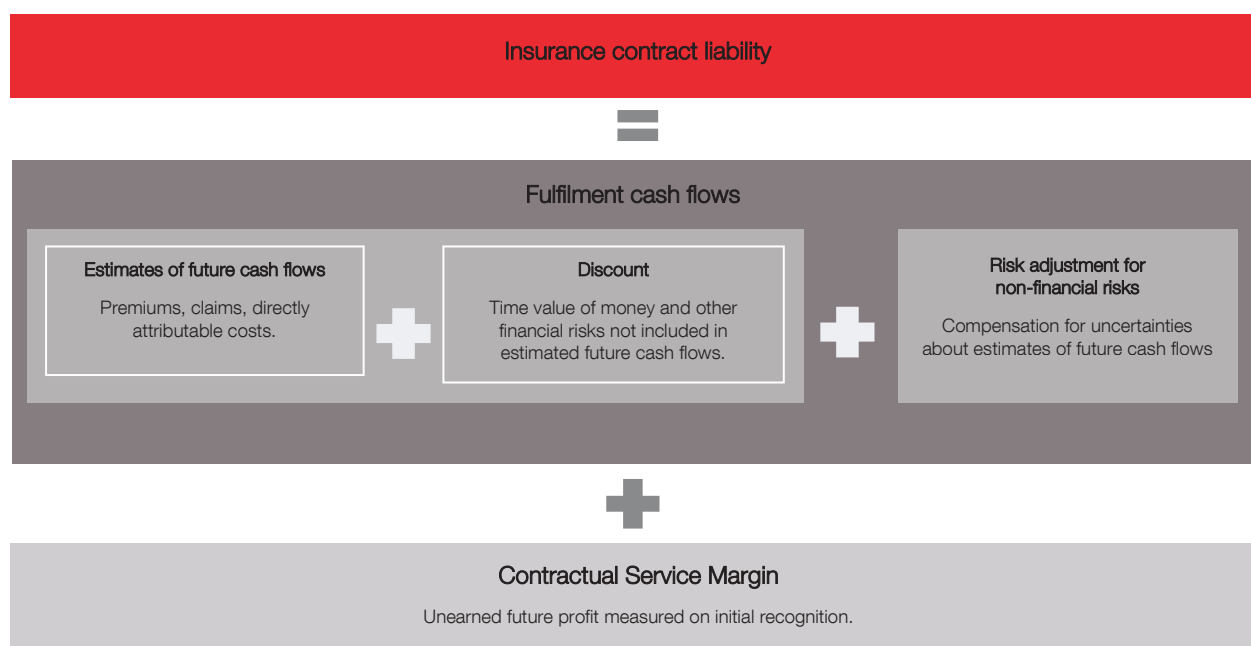 Insurance contract liability
=
Fulfilment cash flows
Estimates of future cash flows
Premiums, claims, directly
attributable costs.
+
Discount
Time value of money and other
financial risks not included in
estimated future cash flows.
+
Risk adjustment for
non-financial risks
Compensation for uncertainties
about estimates of future cash flows
+
Contractual Service Margin
Unearned future profit measured on initial recognition.